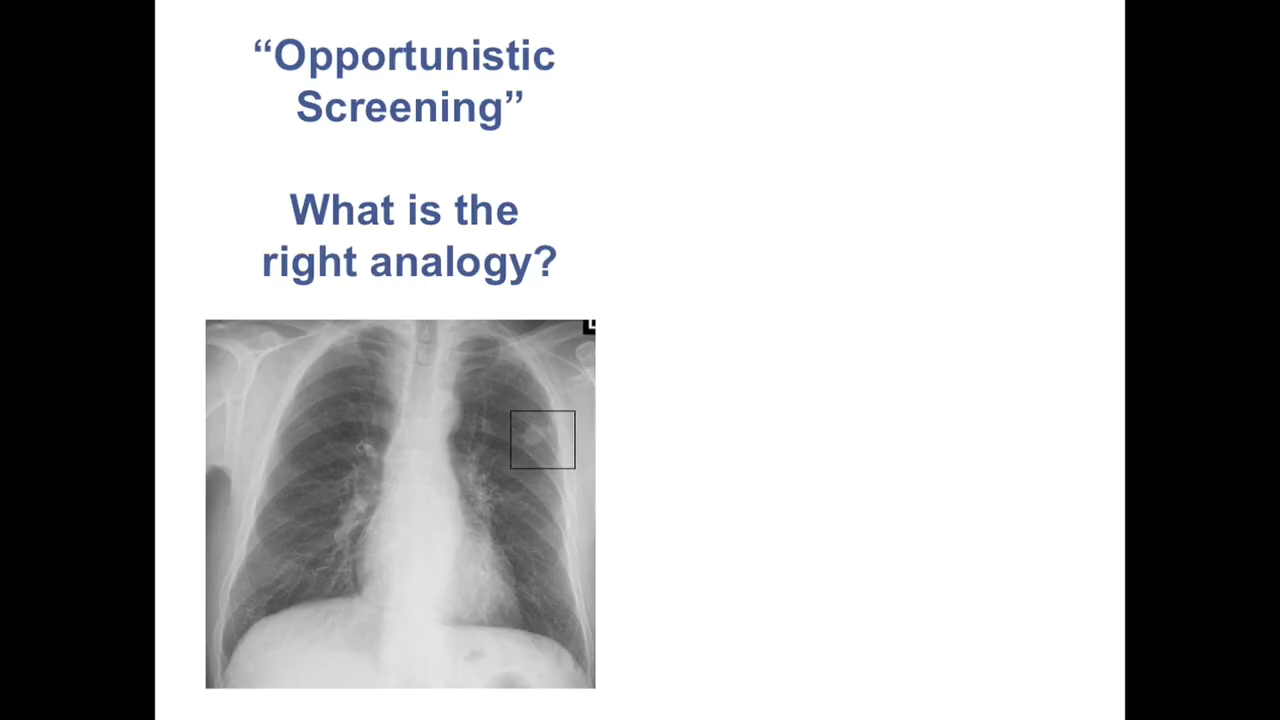 “Opportunistic
Screening”
What is the
right analogy?